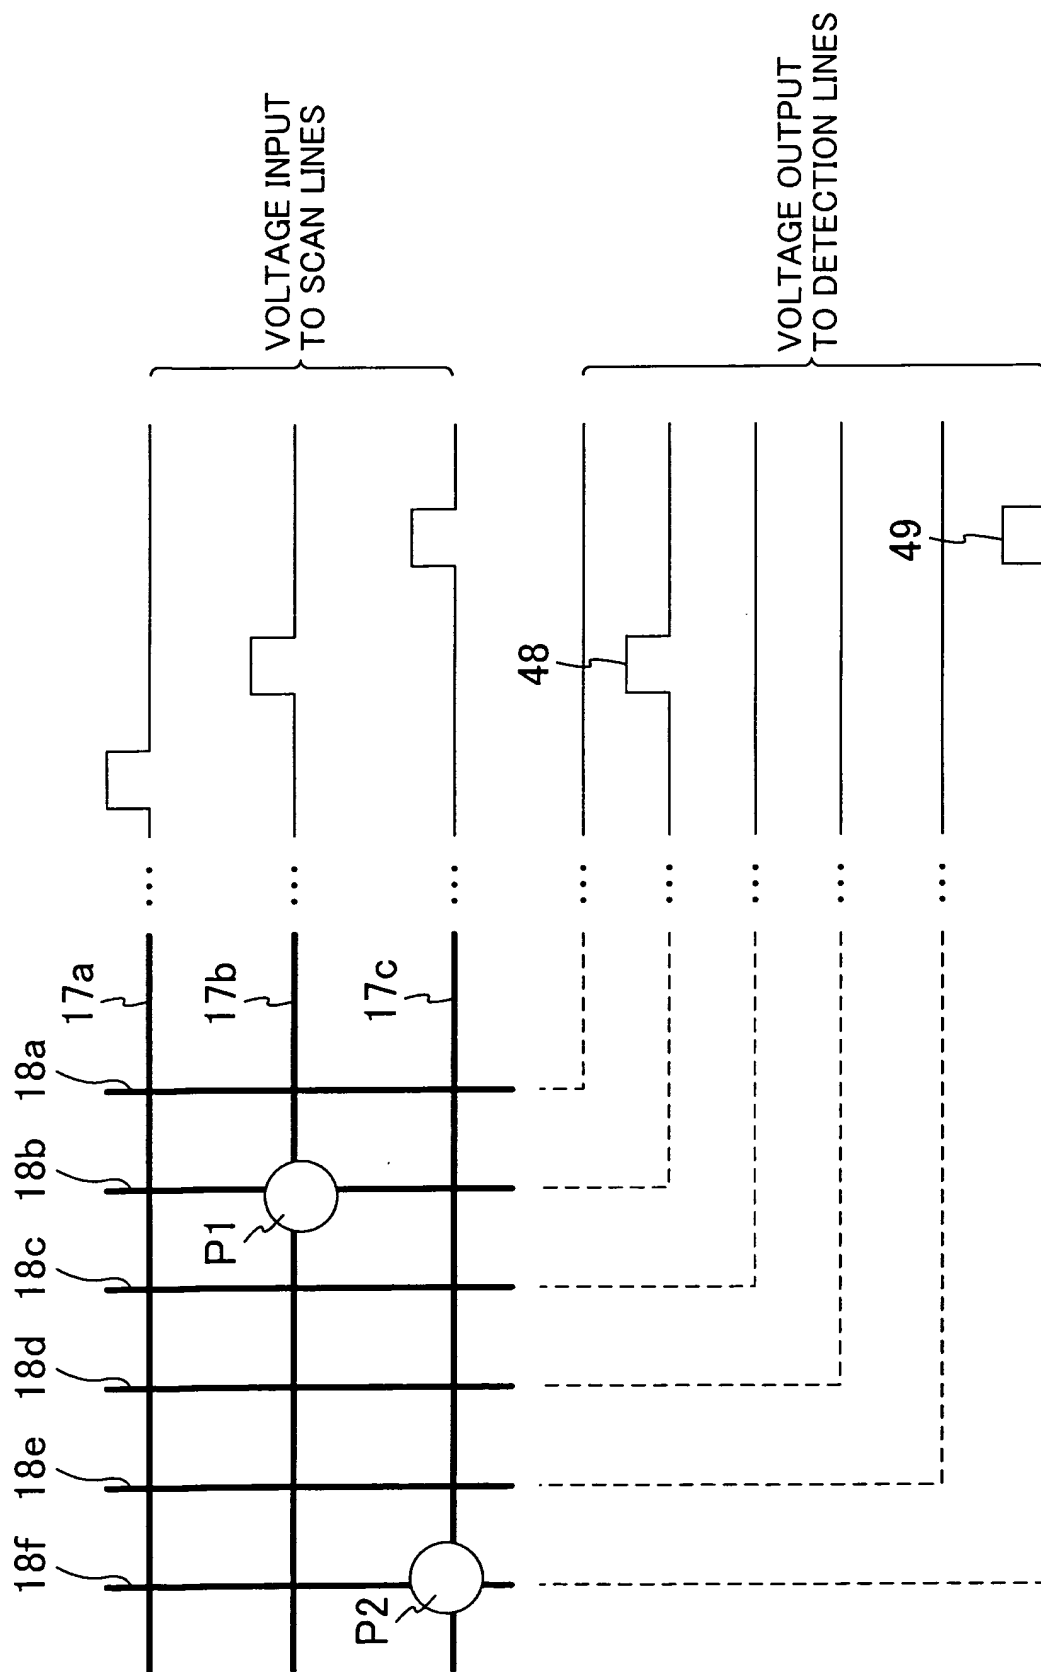 18f
18e
18d
18c
18b
18a
17a
17b
17c
P1
P2
...
...
...
...
...
...
...
...
48
49
VOLTAGE INPUT
TO SCAN LINES
VOLTAGE OUTPUT
TO DETECTION LINES